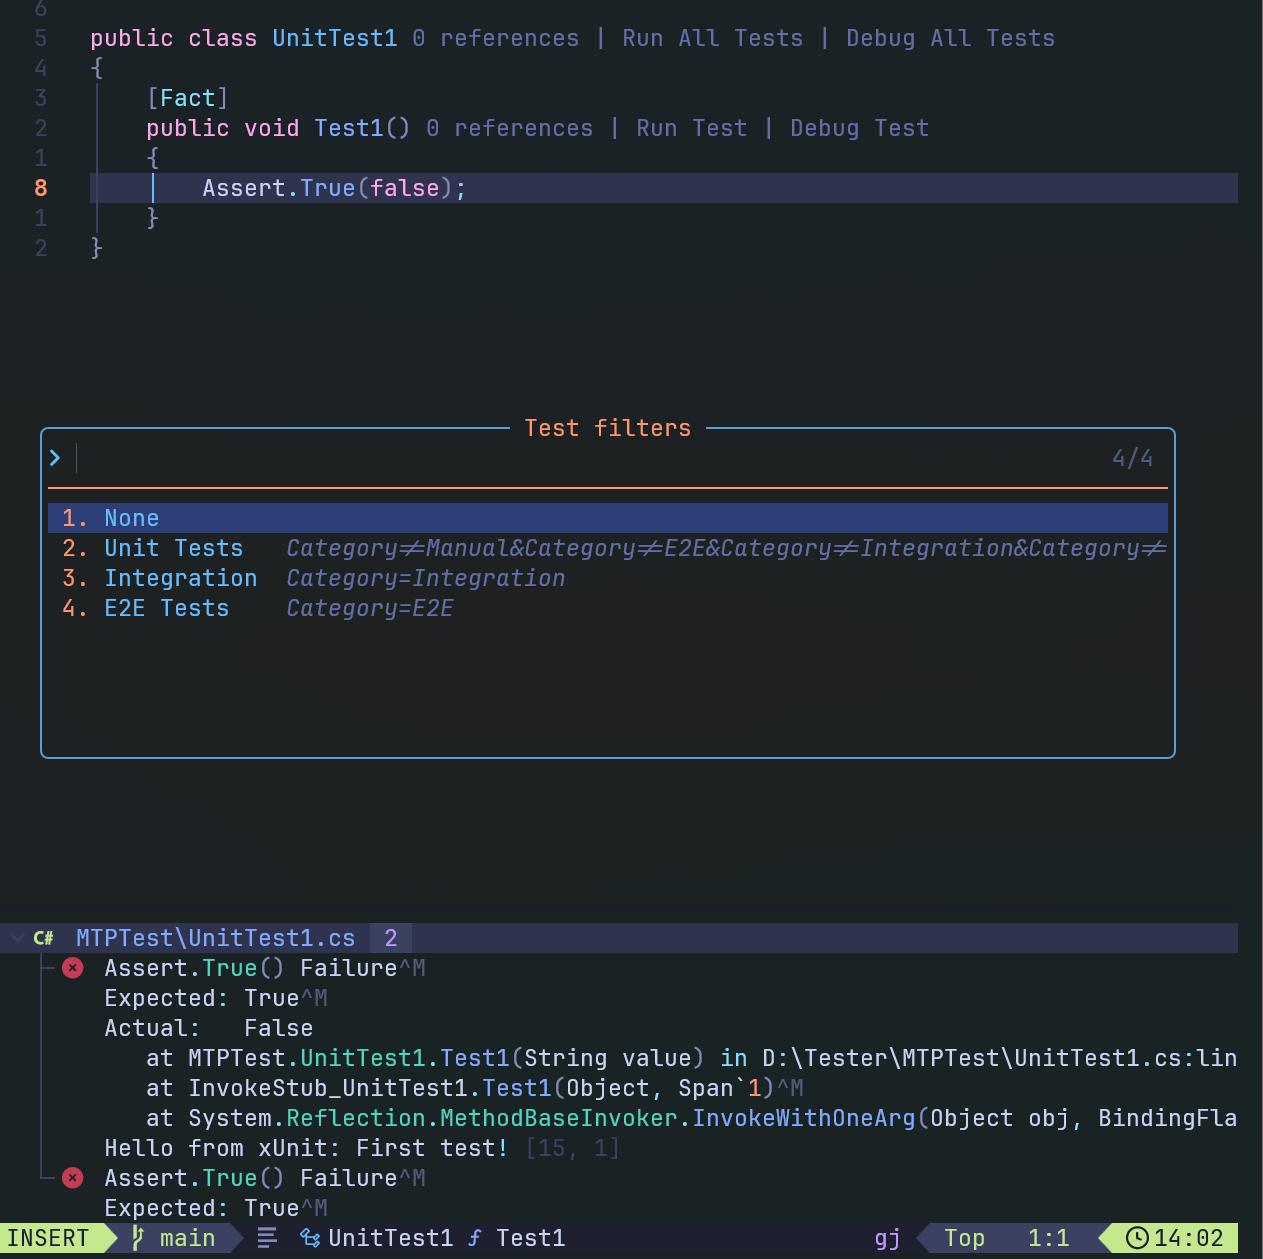 6
5 public class UnitTest1 0 references | Run All Tests | Debug All Tests
4 {
3 [Fact]
2 public void Test1() 0 references | Run Test | Debug Test
1 {
8 Assert.True(false);
1 }
2 }
Test filters
> 4/4
1. None
2. Unit Tests Category≠Manual&Category≠E2E&Category≠Integration&Category≠
3. Integration Category=Integration
4. E2E Tests Category=E2E
C# MTPTest\UnitTest1.cs 2
Assert.True() Failure^M
Expected: True^M
Actual: False
at MTPTest.UnitTest1.Test1(String value) in D:\Tester\MTPTest\UnitTest1.cs:lin
at InvokeStub_UnitTest1.Test1(Object, Span`1)^M
at System.Reflection.MethodBaseInvoker.InvokeWithOneArg(Object obj, BindingFla
Hello from xUnit: First test! [15, 1]
Assert.True() Failure^M
Expected: True^M
INSERT main UnitTest1 f Test1 gj Top 1:1 14:02